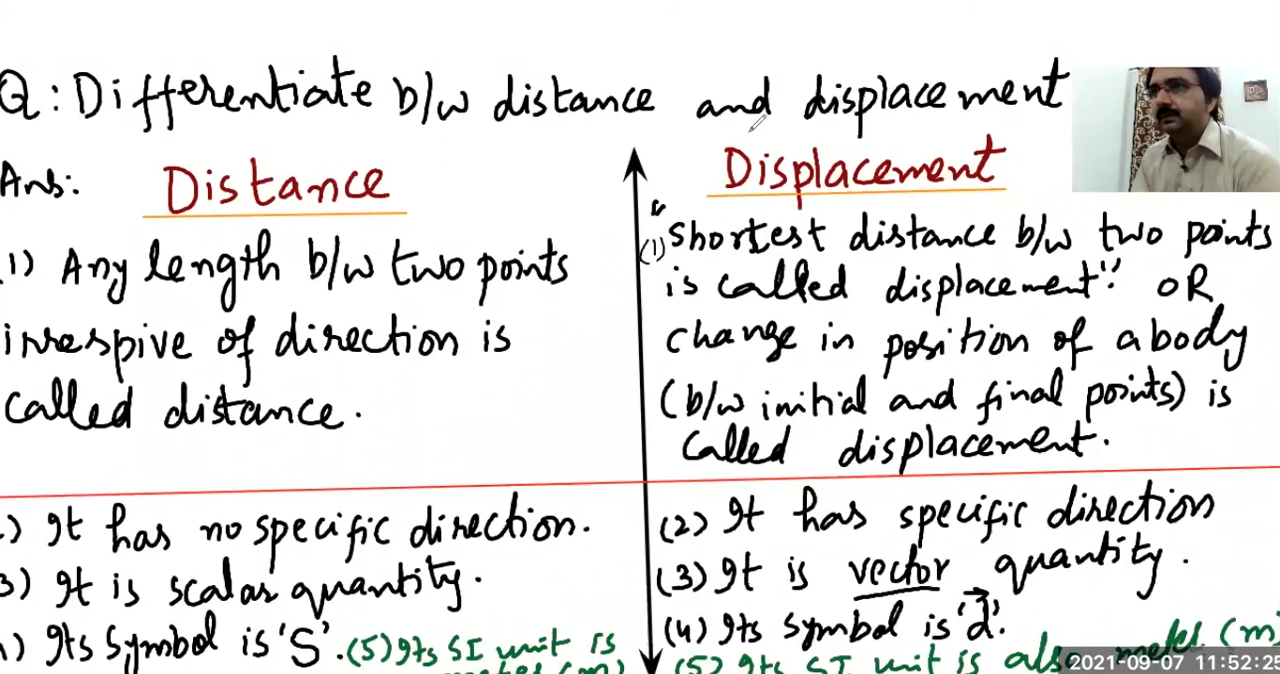 Q: Differentiate b/w distance and displacement
Ans:
Distance
1) Any length b/w two points
irrespive of direction is
called distance.
) It has no specific direction.
3) It is scalar quantity.
) Its symbol is 'S'. (5) Its SI unit is
meter (m)
Displacement
(1) "Shortest distance b/w two points
is called displacement". OR
change in position of a body
(b/w initial and final points) is
called displacement.
(2) It has specific direction
(3) It is vector quantity.
(4) Its symbol is 'd⃗'.
(5) Its SI unit is also meter (m)
2021-09-07 11:52:25